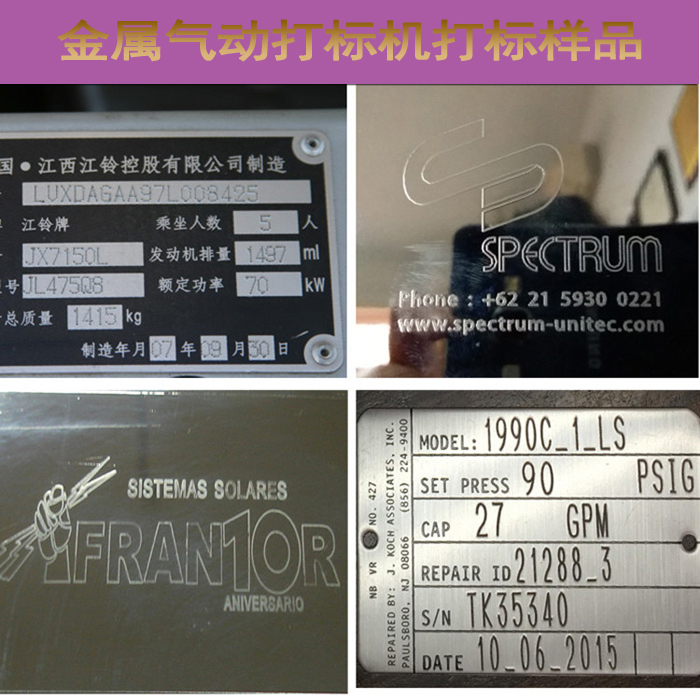 金属气动打标机打标样品
国●江西江铃控股有限公司制造
LVXDAGAA97L008425
江铃牌 乘坐人数 5 人
JX7150L 发动机排量 1497 ml
型号 JL475Q8 额定功率 70 kW
总质量 1415 kg
制造年月 07 年 09 月 30 日
SPECTRUM
Phone : +62 21 5930 0221
www.spectrum-unitec.com
SISTEMAS SOLARES
FRAN10R
ANIVERSARIO
NB VR NO. 427
REPAIRED BY: J. KOCH ASSOCIATES, INC.
PAULSBORO, NJ 08066 (856) 224-9400
MODEL: 1990C_1_LS
SET PRESS 90 PSIG
CAP 27 GPM
REPAIR ID 21288_3
S/N TK35340
DATE 10_06_2015